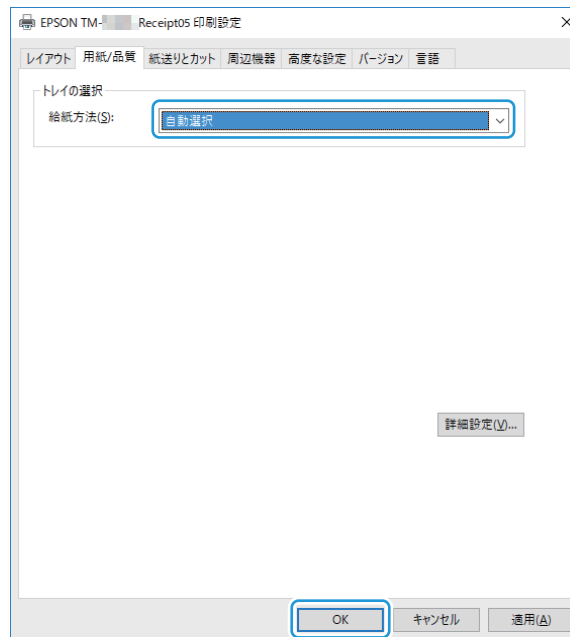 EPSON TM- Receipt05 印刷設定
レイアウト 用紙/品質 紙送りとカット 周辺機器 高度な設定 バージョン 言語
トレイの選択
給紙方法(S): 自動選択
詳細設定(V)...
OK キャンセル 適用(A)